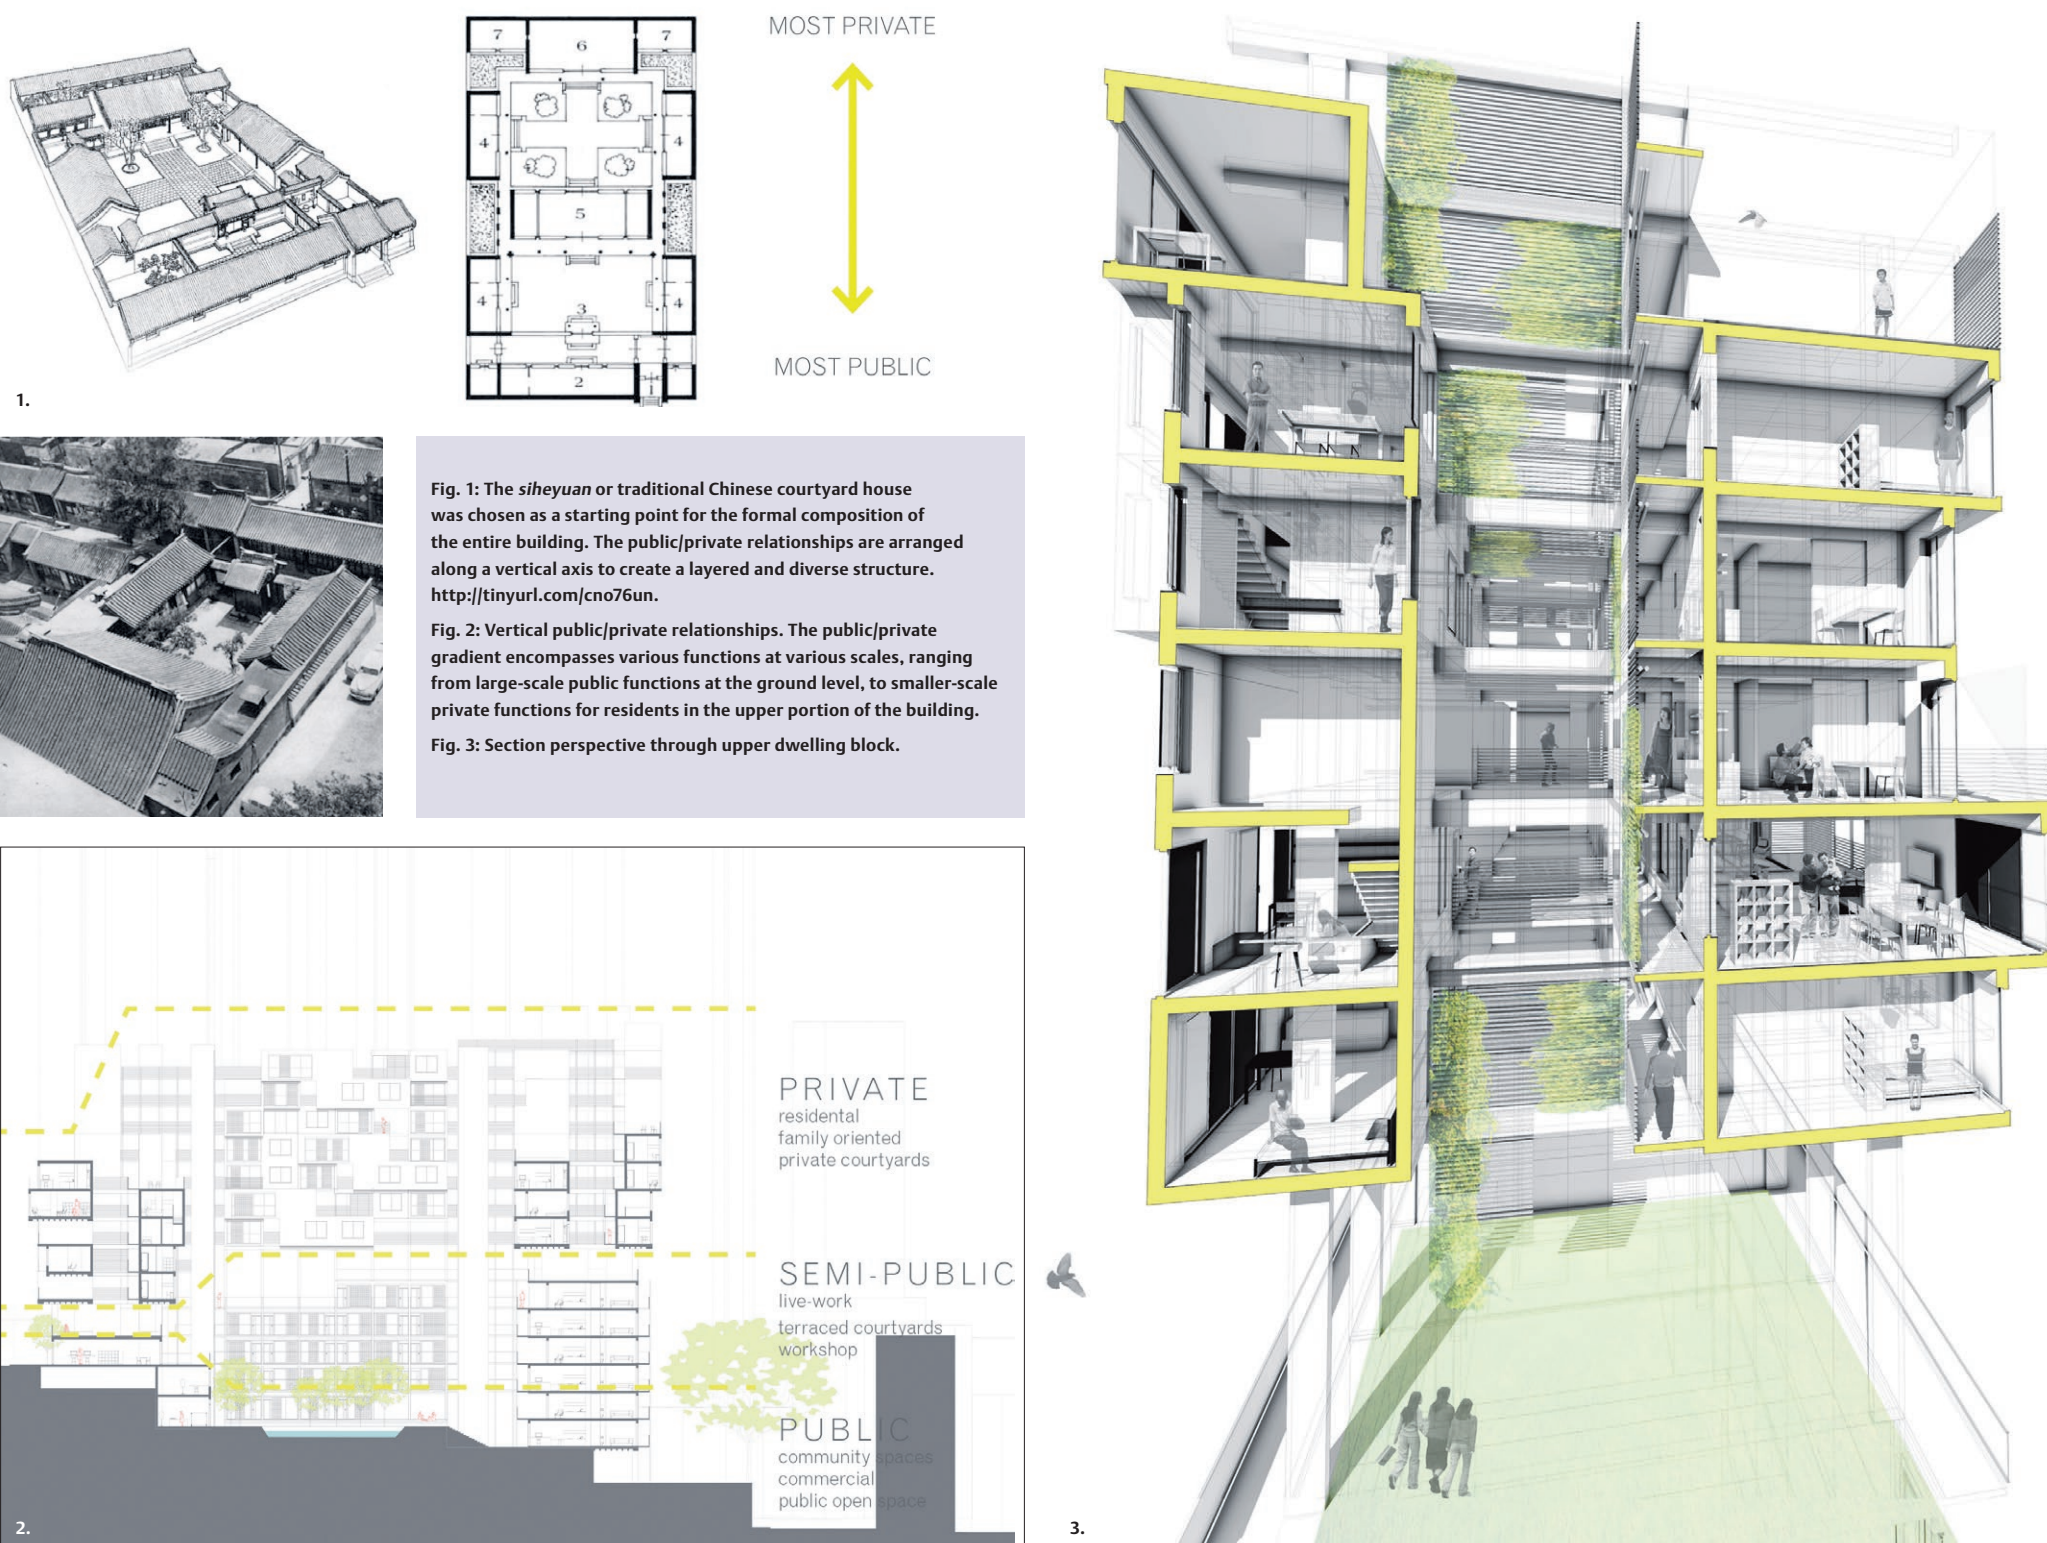 7
6
7
4
4
5
4
3
4
2
1
MOST PRIVATE
MOST PUBLIC
1.
Fig. 1: The siheyuan or traditional Chinese courtyard house
was chosen as a starting point for the formal composition of
the entire building. The public/private relationships are arranged
along a vertical axis to create a layered and diverse structure.
http://tinyurl.com/cno76un.
Fig. 2: Vertical public/private relationships. The public/private
gradient encompasses various functions at various scales, ranging
from large-scale public functions at the ground level, to smaller-scale
private functions for residents in the upper portion of the building.
Fig. 3: Section perspective through upper dwelling block.
PRIVATE
residental
family oriented
private courtyards
SEMI-PUBLIC
live-work
terraced courtyards
workshop
PUBLIC
community spaces
commercial
public open space
2.
3.